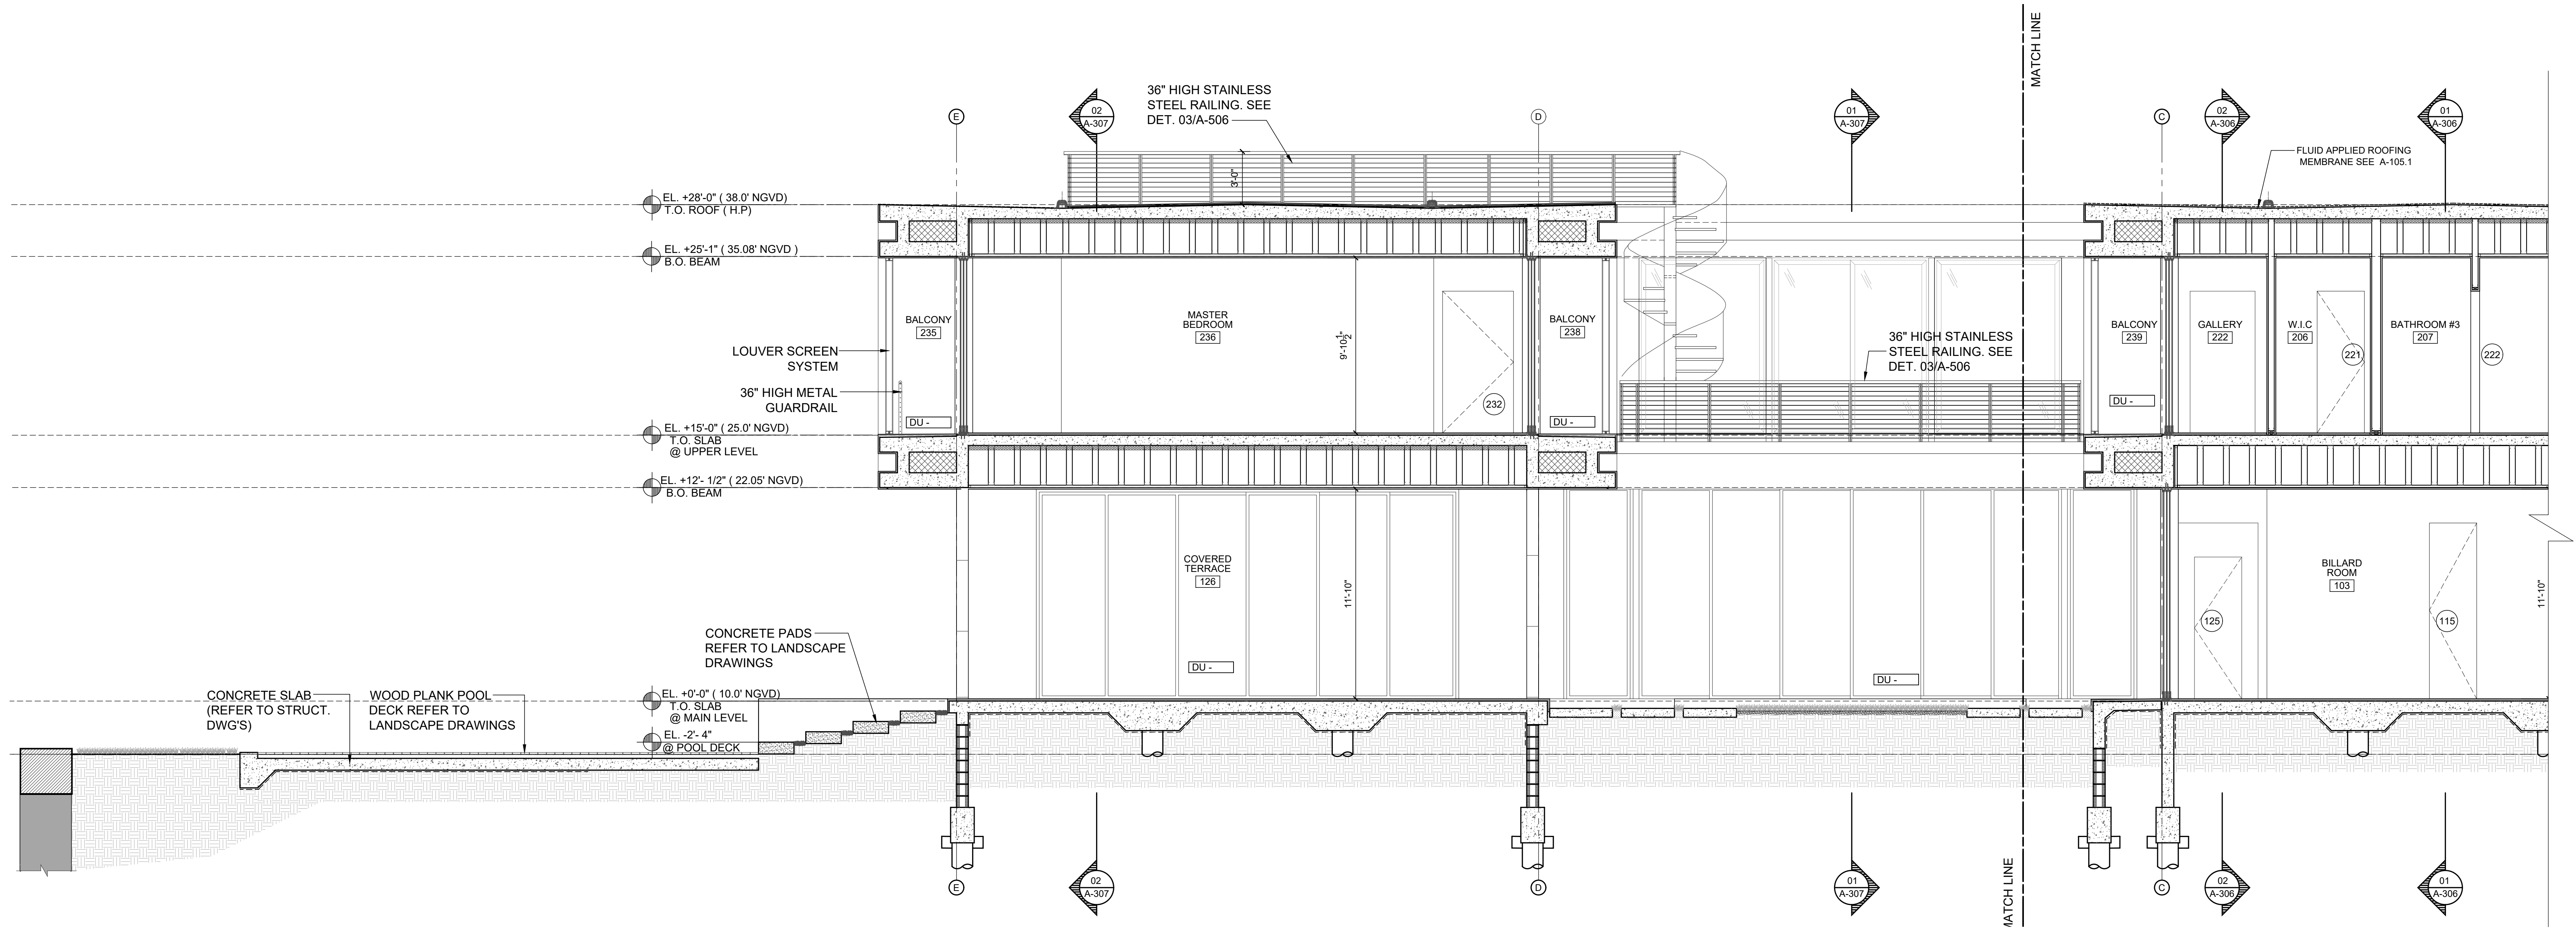 MATCH LINE
36" HIGH STAINLESS
STEEL RAILING. SEE
DET. 03/A-506
E
02
A-307
D
01
A-307
C
02
A-306
01
A-306
FLUID APPLIED ROOFING
MEMBRANE SEE A-105.1
3'-0"
EL. +28'-0" ( 38.0' NGVD)
T.O. ROOF ( H.P)
EL. +25'-1" ( 35.08' NGVD )
B.O. BEAM
BALCONY
235
MASTER
BEDROOM
236
9'-10 1/2"
BALCONY
238
BALCONY
239
GALLERY
222
W.I.C
206
BATHROOM #3
207
221
222
LOUVER SCREEN
SYSTEM
36" HIGH STAINLESS
STEEL RAILING. SEE
DET. 03/A-506
36" HIGH METAL
GUARDRAIL
232
DU -
DU -
DU -
EL. +15'-0" ( 25.0' NGVD)
T.O. SLAB
@ UPPER LEVEL
EL. +12'- 1/2" ( 22.05' NGVD)
B.O. BEAM
COVERED
TERRACE
126
11'-10"
BILLARD
ROOM
103
11'-10"
125
115
CONCRETE PADS
REFER TO LANDSCAPE
DRAWINGS
DU -
DU -
CONCRETE SLAB
(REFER TO STRUCT.
DWG'S)
WOOD PLANK POOL
DECK REFER TO
LANDSCAPE DRAWINGS
EL. +0'-0" ( 10.0' NGVD)
T.O. SLAB
@ MAIN LEVEL
EL. -2'- 4"
@ POOL DECK
E
02
A-307
D
01
A-307
MATCH LINE
C
02
A-306
01
A-306